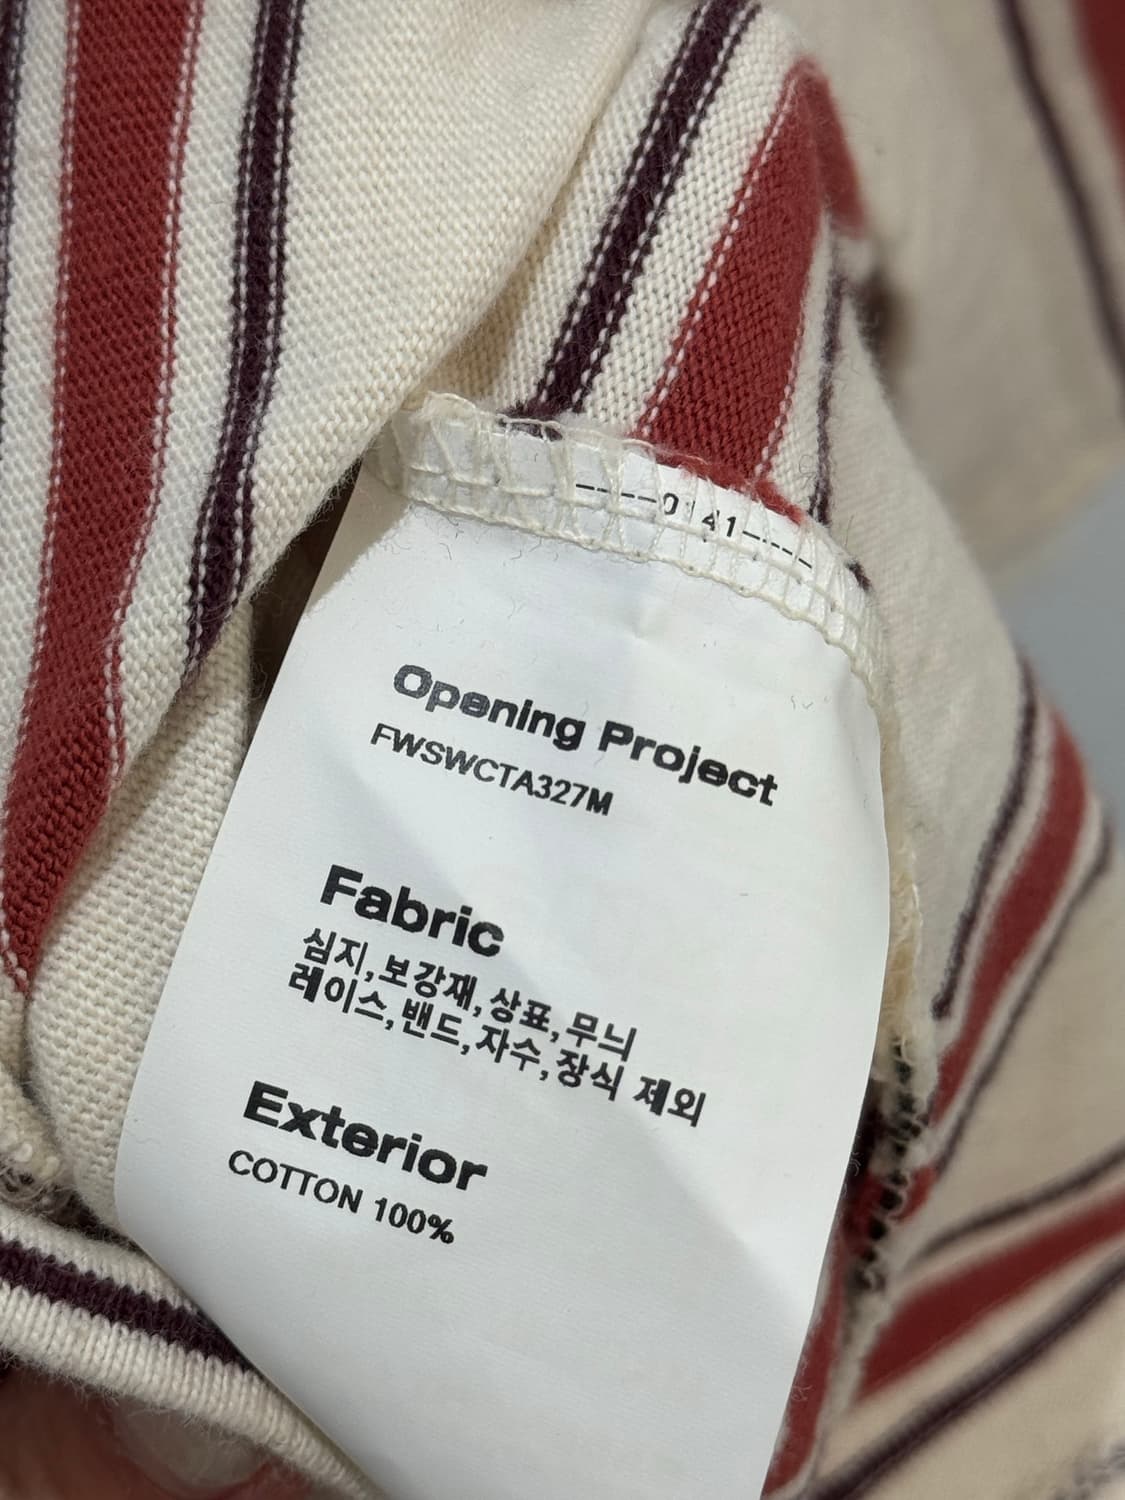 ----0141----
Opening Project
FWSWCTA327M
Fabric
심지,보강재,상표,무늬
레이스,밴드,자수,장식 제외
Exterior
COTTON 100%